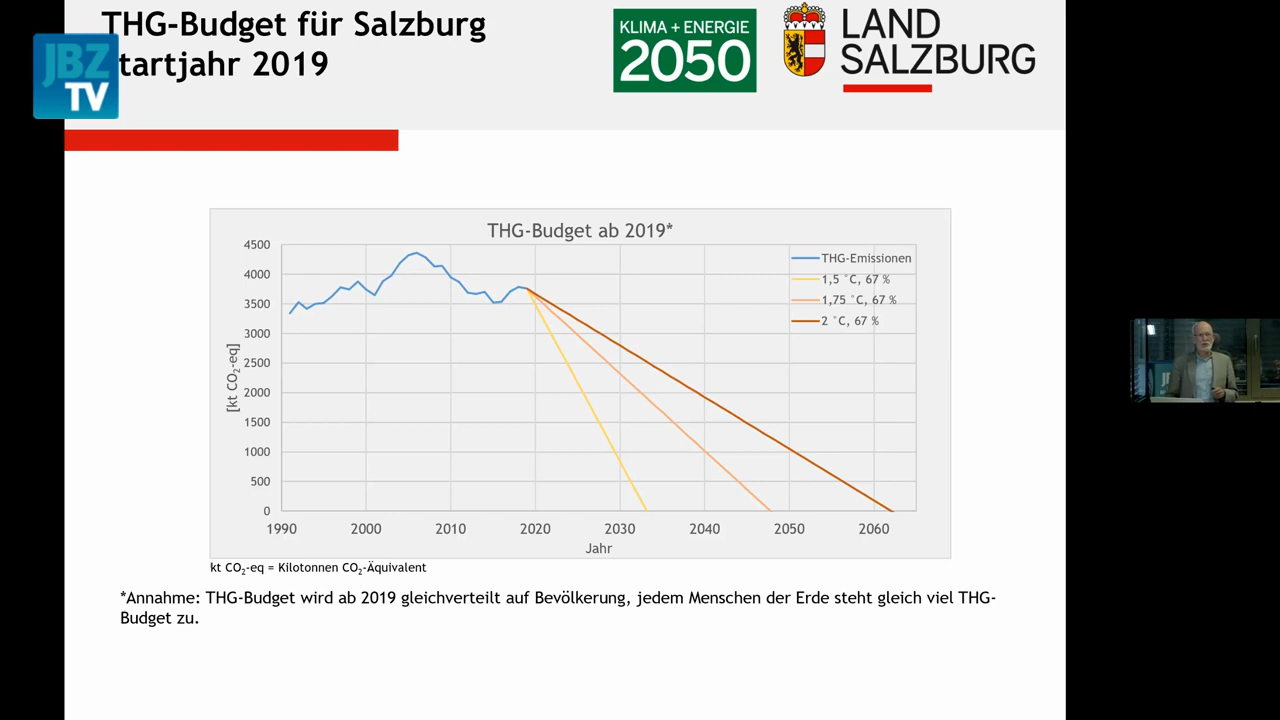 THG-Budget für Salzburg
tartjahr 2019
JBZ
TV
KLIMA + ENERGIE
2050
LAND
SALZBURG
THG-Budget ab 2019*
4500
4000
3500
3000
2500
2000
1500
1000
500
0
[kt CO₂-eq]
THG-Emissionen
1,5 °C, 67 %
1,75 °C, 67 %
2 °C, 67 %
1990 2000 2010 2020 2030 2040 2050 2060
Jahr
kt CO₂-eq = Kilotonnen CO₂-Äquivalent
*Annahme: THG-Budget wird ab 2019 gleichverteilt auf Bevölkerung, jedem Menschen der Erde steht gleich viel THG-
Budget zu.